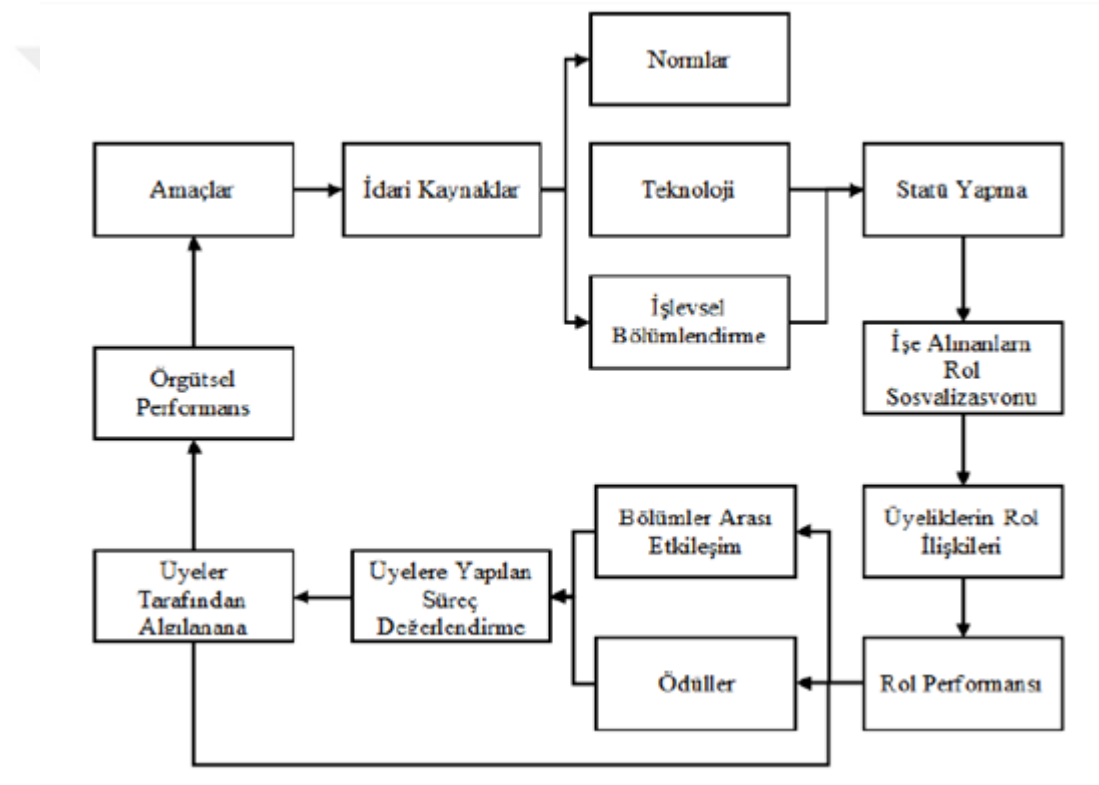 Normlar
Amaçlar
İdari Kaynaklar
Teknoloji
Statü Yapma
İşlevsel
Bölümlendirme
İşe Alınanların
Rol
Sosvalizasvonu
Örgütsel
Performans
Bölümler Arası
Etkileşim
Üyeliklerin Rol
İlişkileri
Üyeler
Tarafından
Algılanana
Üyelere Yapılan
Süreç
Değerlendirme
Ödüller
Rol Performansı